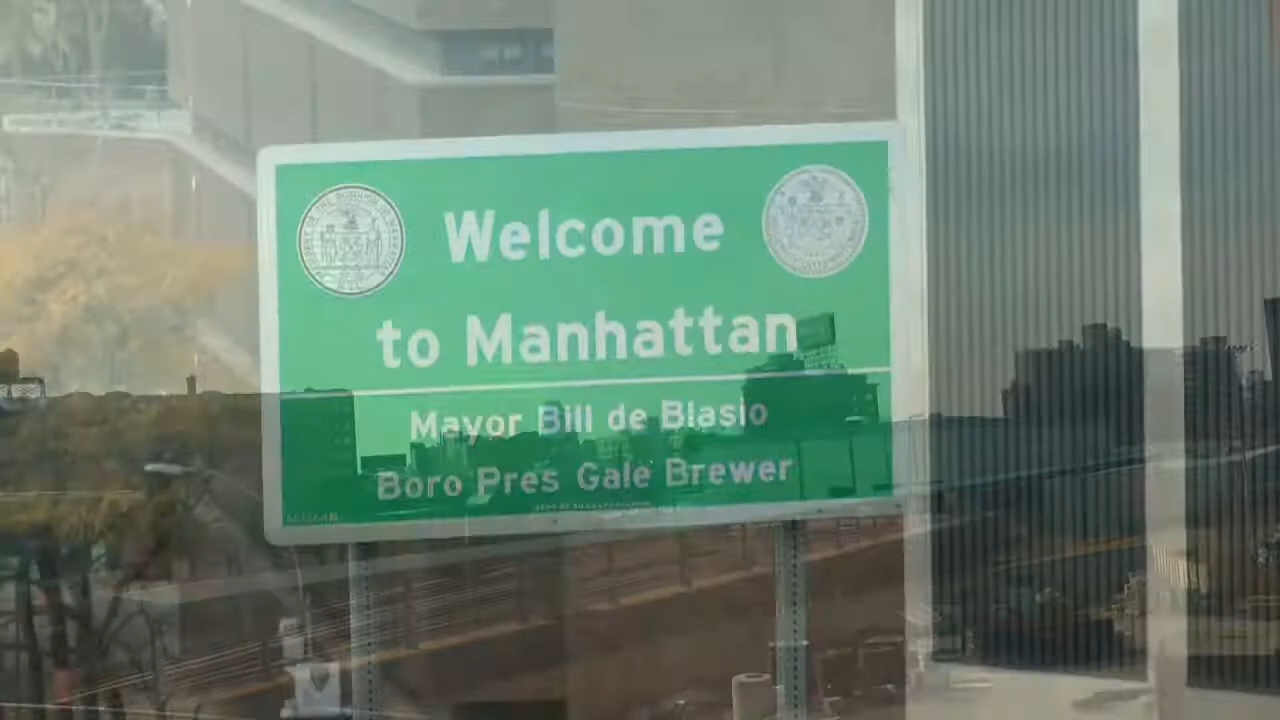 Welcome
to Manhattan
Mayor Bill de Blasio
Boro Pres Gale Brewer